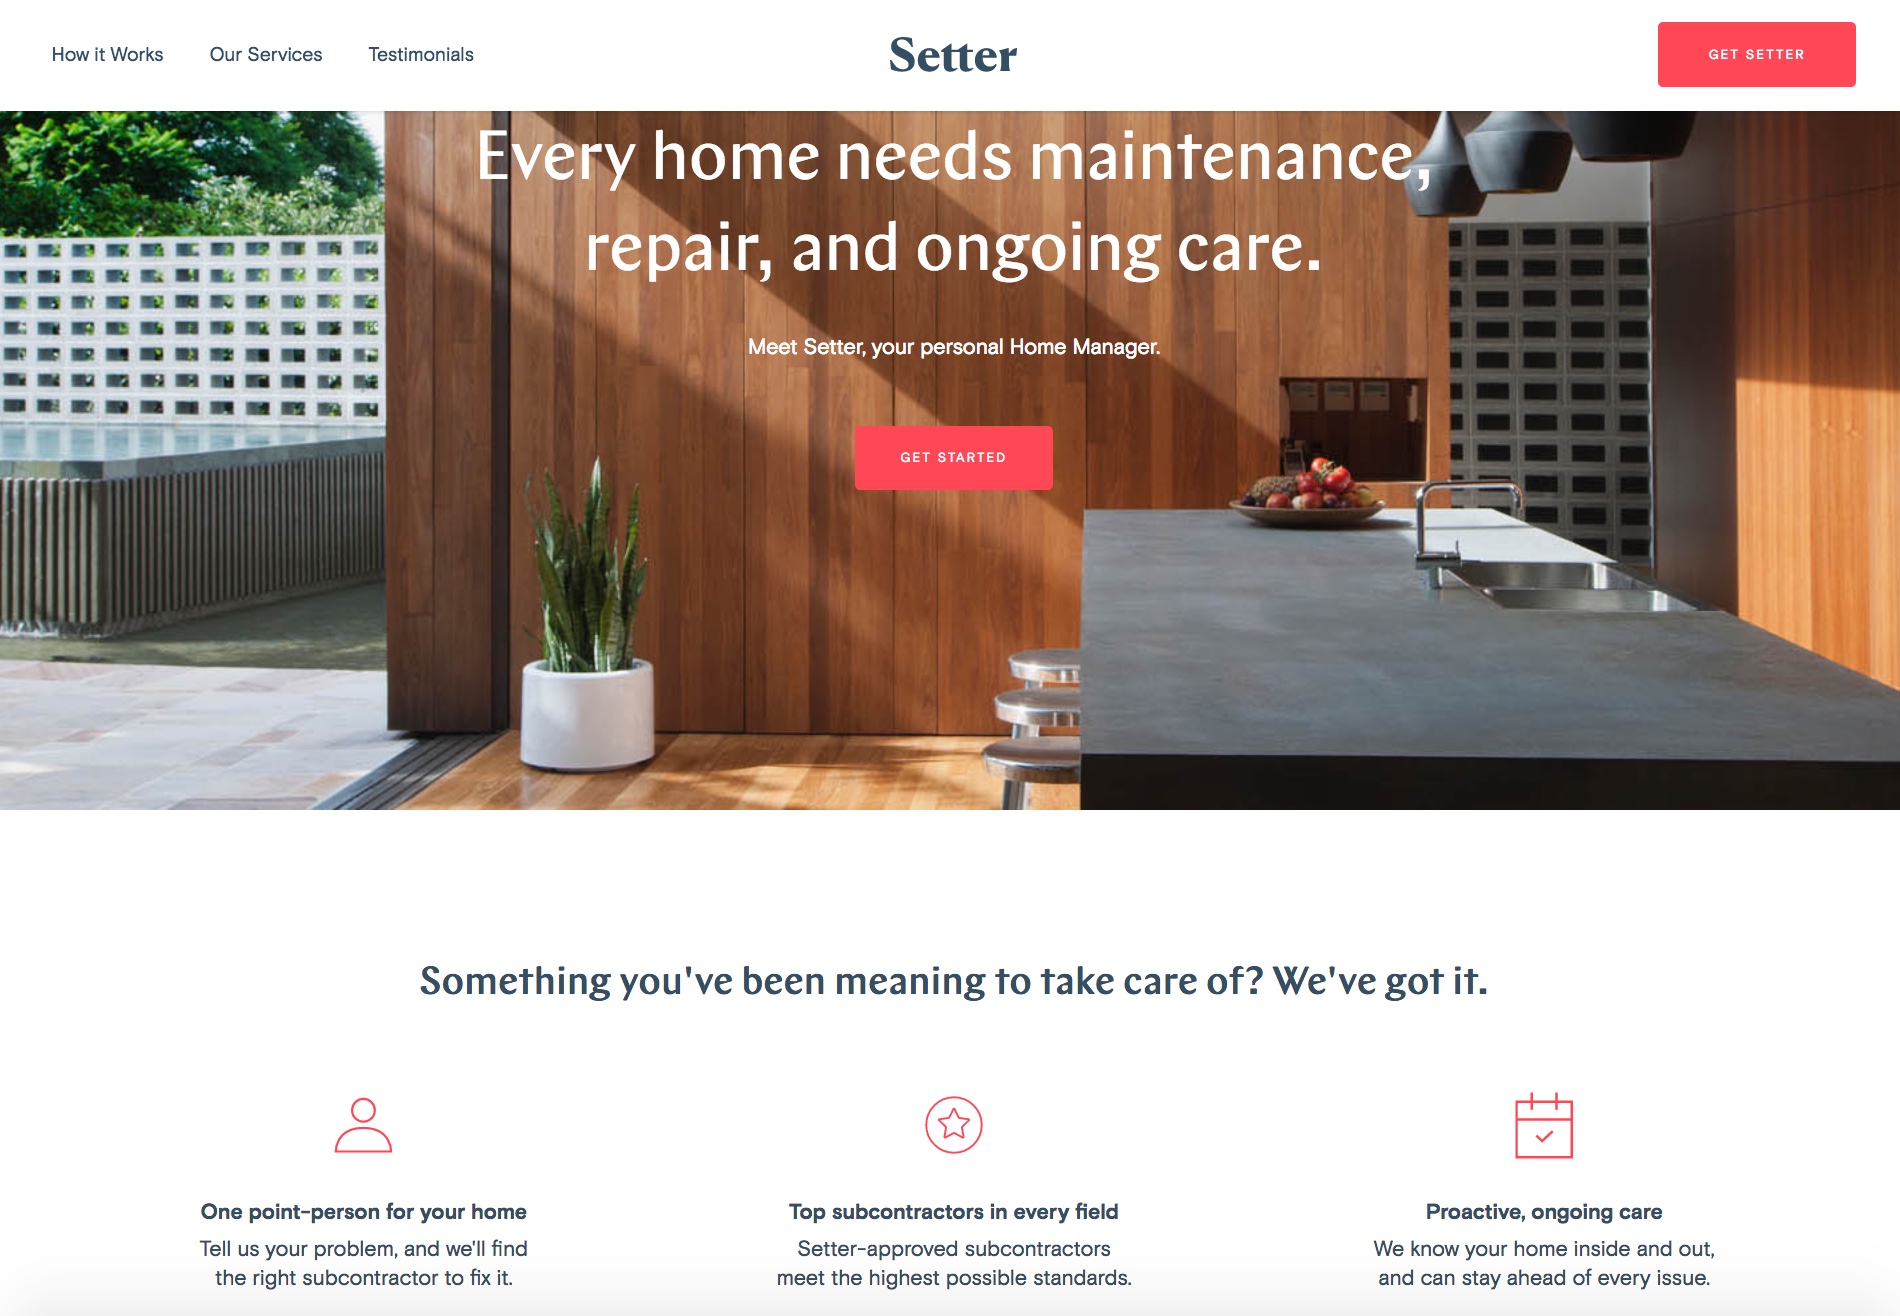 How it Works
Our Services
Testimonials
Setter
GET SETTER
Every home needs maintenance,
repair, and ongoing care.
Meet Setter, your personal Home Manager.
GET STARTED
Something you've been meaning to take care of? We've got it.
One point-person for your home
Tell us your problem, and we'll find
the right subcontractor to fix it.
Top subcontractors in every field
Setter-approved subcontractors
meet the highest possible standards.
Proactive, ongoing care
We know your home inside and out,
and can stay ahead of every issue.